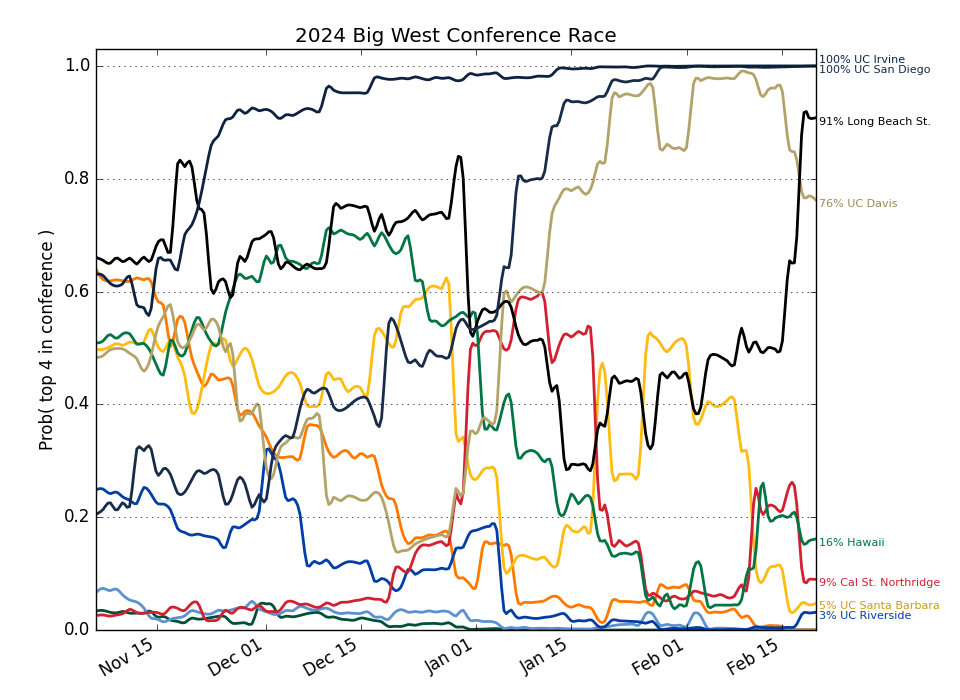 2024 Big West Conference Race
Prob( top 4 in conference )
1.0
0.8
0.6
0.4
0.2
0.0
Nov 15
Dec 01
Dec 15
Jan 01
Jan 15
Feb 01
Feb 15
100% UC Irvine
100% UC San Diego
91% Long Beach St.
76% UC Davis
16% Hawaii
9% Cal St. Northridge
5% UC Santa Barbara
3% UC Riverside